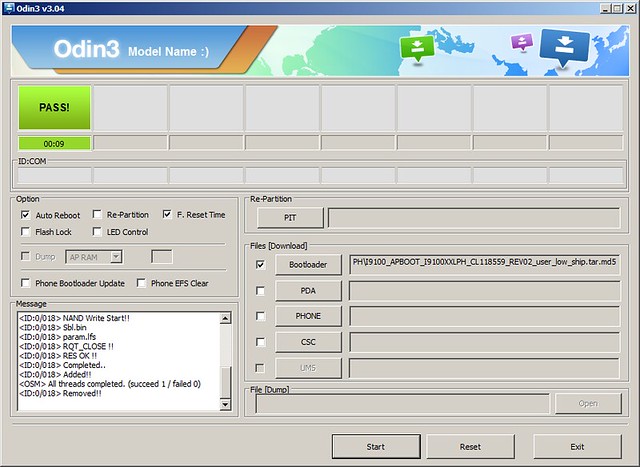 Odin3 v3.04
Odin3 Model Name :)
PASS!
00:09
ID:COM
Option
Auto Reboot Re-Partition F. Reset Time
Flash Lock LED Control
Dump AP RAM
Phone Bootloader Update Phone EFS Clear
Message
<ID:0/018> NAND Write Start!!
<ID:0/018> Sbl.bin
<ID:0/018> param.lfs
<ID:0/018> RQT_CLOSE !!
<ID:0/018> RES OK !!
<ID:0/018> Completed..
<ID:0/018> Added!!
<OSM> All threads completed. (succeed 1 / failed 0)
<ID:0/018> Removed!!
Re-Partition
PIT
Files [Download]
Bootloader PH\I9100_APBOOT_I9100XXLPH_CL118559_REV02_user_low_ship.tar.md5
PDA
PHONE
CSC
UMS
File [Dump]
Open
Start Reset Exit